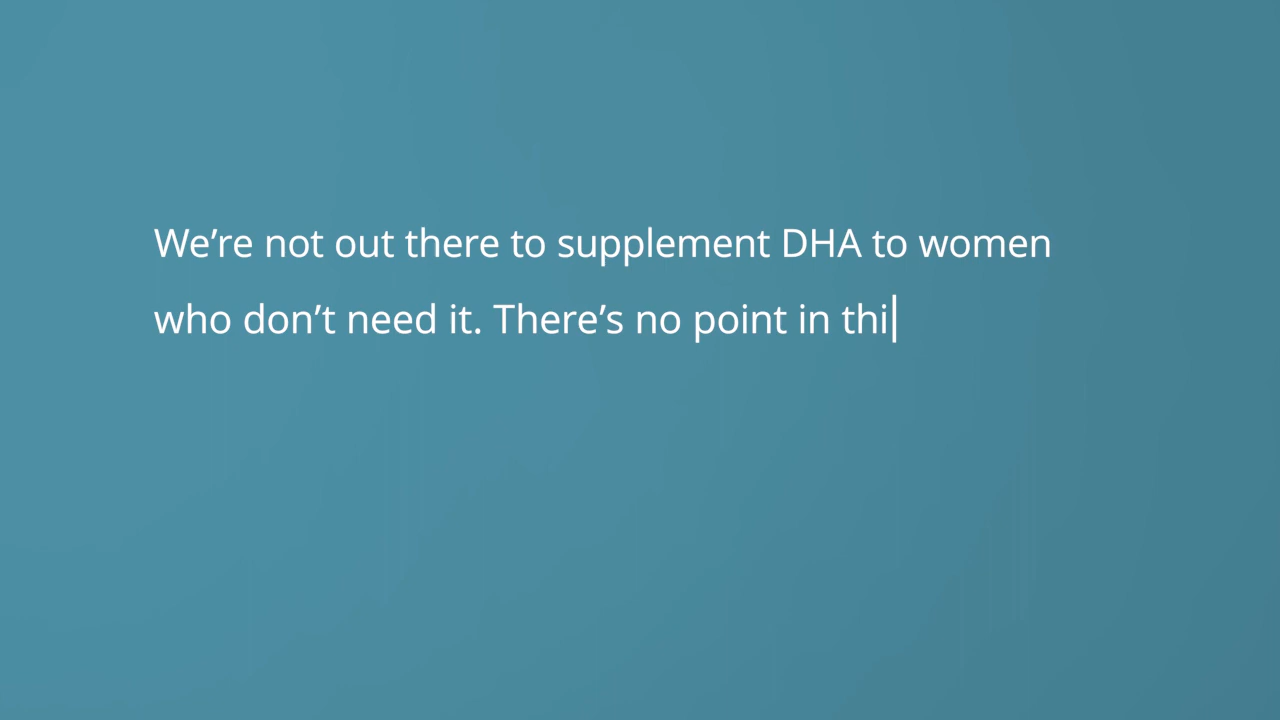 We’re not out there to supplement DHA to women
who don’t need it. There’s no point in thi